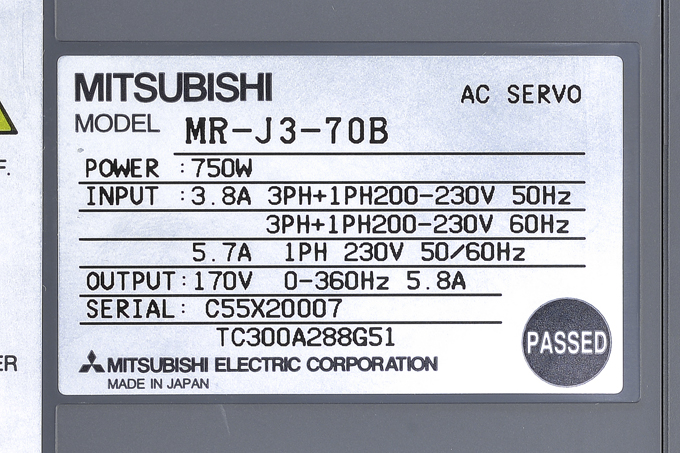 MITSUBISHI
AC SERVO
MODEL MR-J3-70B
POWER :750W
INPUT :3.8A 3PH+1PH200-230V 50Hz
3PH+1PH200-230V 60Hz
5.7A 1PH 230V 50/60Hz
OUTPUT:170V 0-360Hz 5.8A
SERIAL: C55X20007
TC300A288G51
PASSED
MITSUBISHI ELECTRIC CORPORATION
MADE IN JAPAN
F.
ER